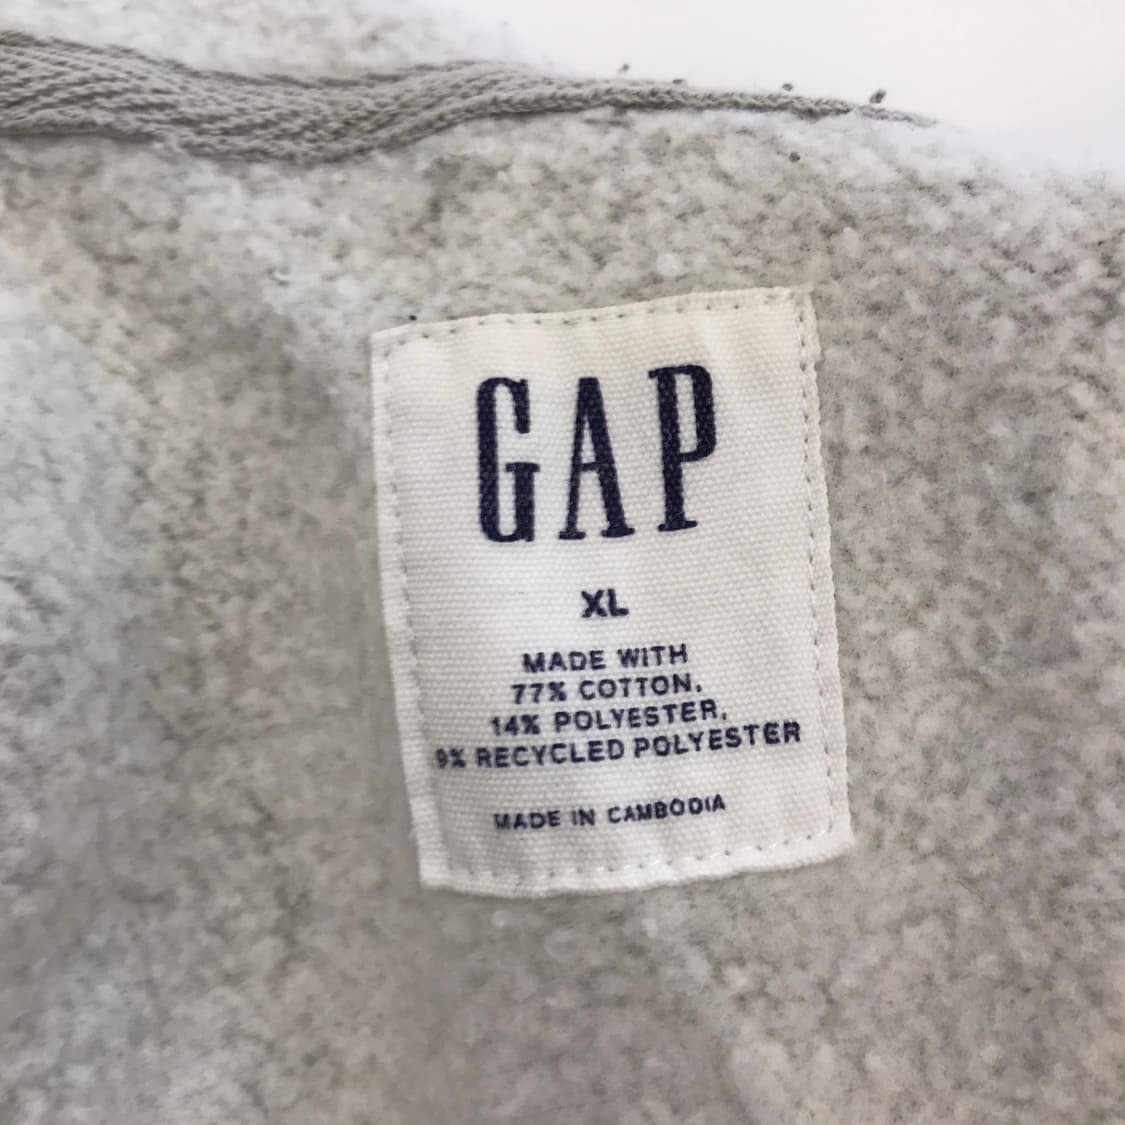 GAP
XL
MADE WITH
77% COTTON,
14% POLYESTER,
9% RECYCLED POLYESTER
MADE IN CAMBODIA